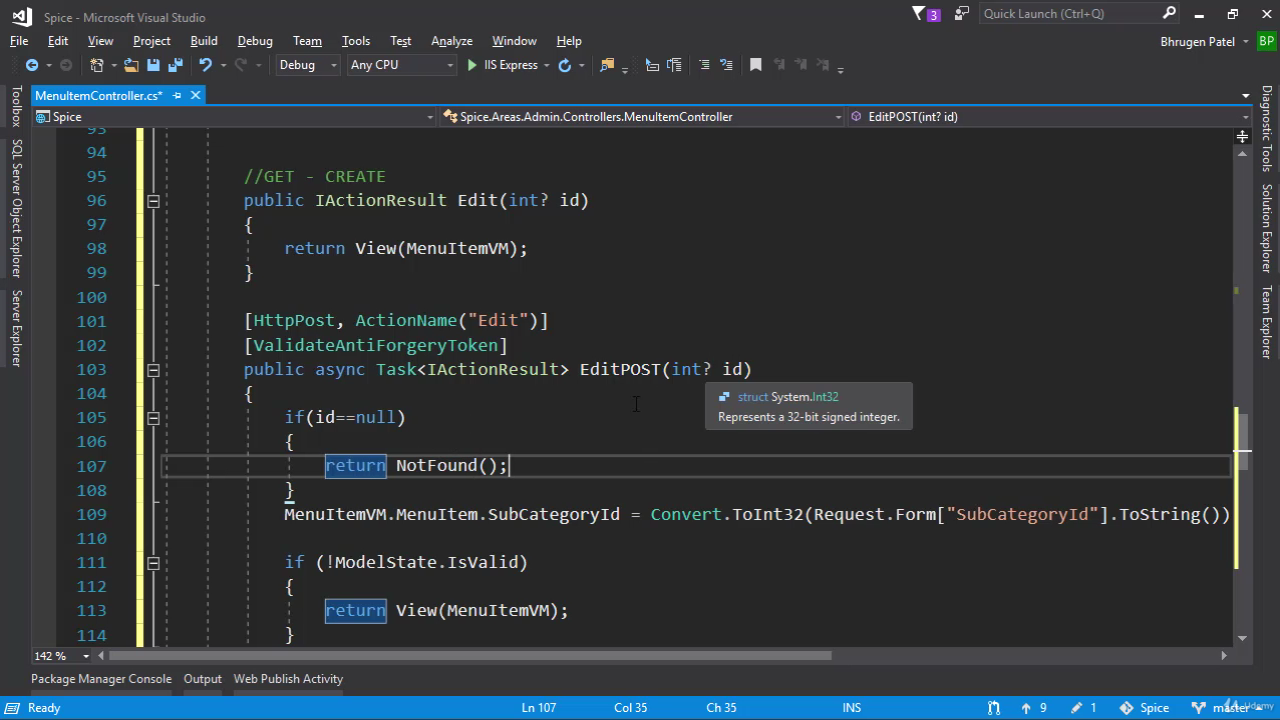 Spice - Microsoft Visual Studio
3
Quick Launch (Ctrl+Q)
File Edit View Project Build Debug Team Tools Test Analyze Window Help
Bhrugen Patel BP
Debug Any CPU IIS Express
MenuItemController.cs*
Spice Spice.Areas.Admin.Controllers.MenuItemController EditPOST(int? id)
Toolbox
SQL Server Object Explorer
Server Explorer
Diagnostic Tools
Solution Explorer
Team Explorer
93
94
95 //GET - CREATE
96 public IActionResult Edit(int? id)
97 {
98 return View(MenuItemVM);
99 }
100
101 [HttpPost, ActionName("Edit")]
102 [ValidateAntiForgeryToken]
103 public async Task<IActionResult> EditPOST(int? id)
104 {
struct System.Int32
Represents a 32-bit signed integer.
105 if(id==null)
106 {
107 return NotFound();
108 }
109 MenuItemVM.MenuItem.SubCategoryId = Convert.ToInt32(Request.Form["SubCategoryId"].ToString())
110
111 if (!ModelState.IsValid)
112 {
113 return View(MenuItemVM);
114 }
142 %
Package Manager Console Output Web Publish Activity
Ready Ln 107 Col 35 Ch 35 INS 9 1 Spice master
Udemy